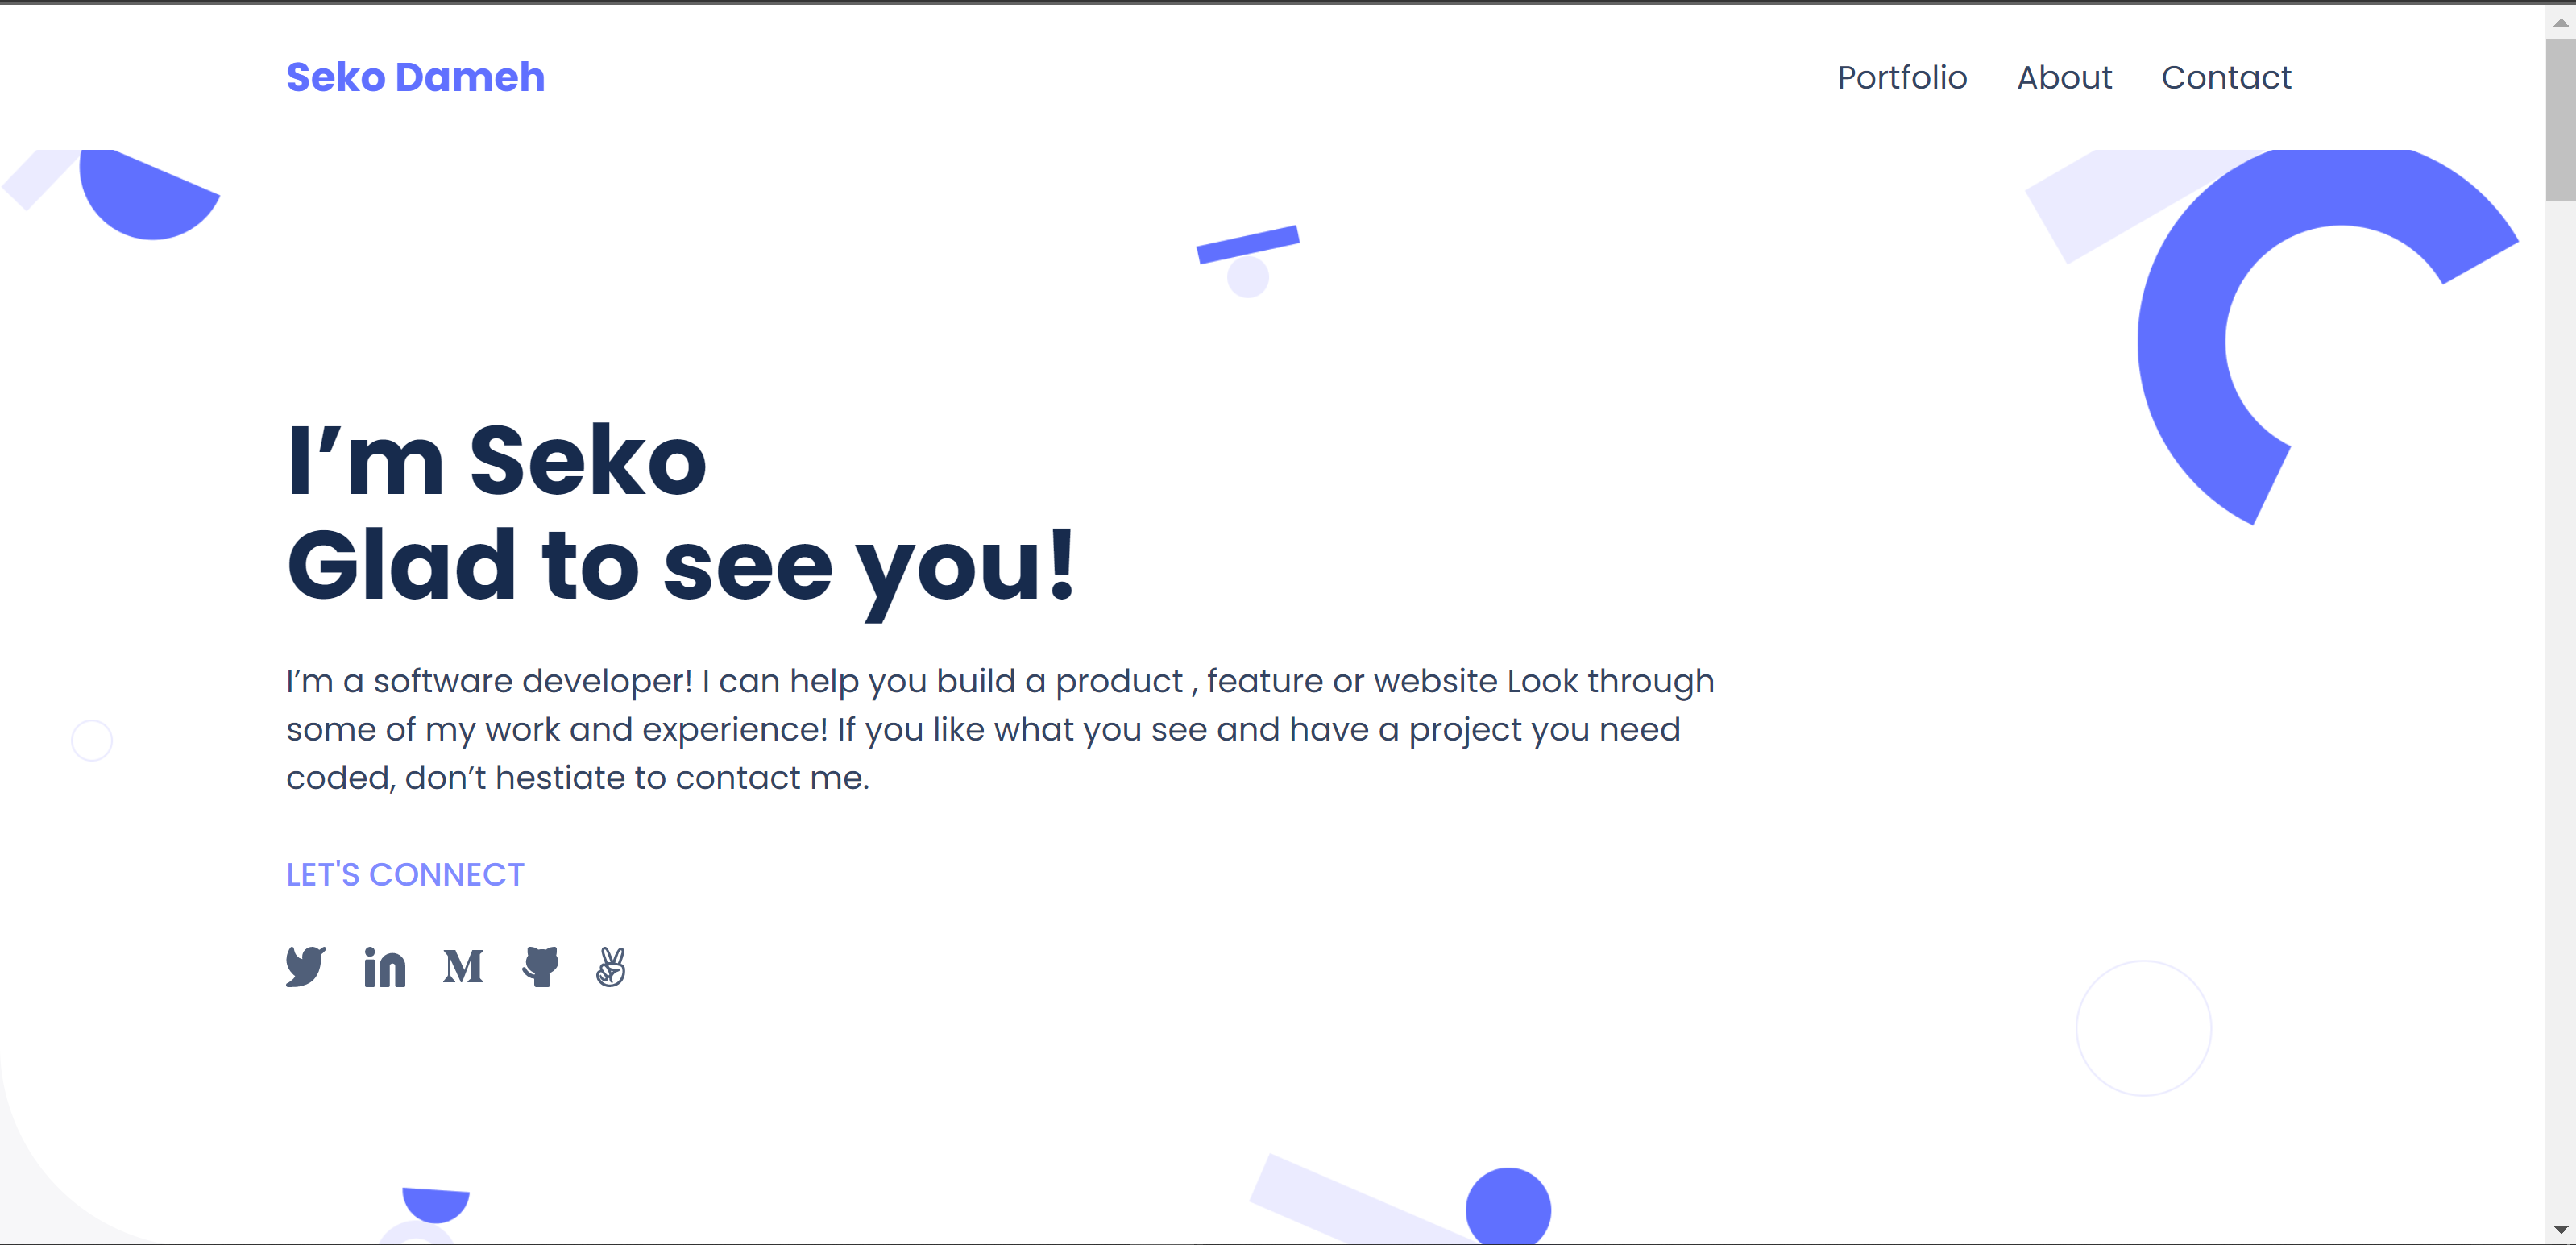 Seko Dameh
Portfolio About Contact
I’m Seko
Glad to see you!
I’m a software developer! I can help you build a product , feature or website Look through
some of my work and experience! If you like what you see and have a project you need
coded, don’t hestiate to contact me.
LET'S CONNECT